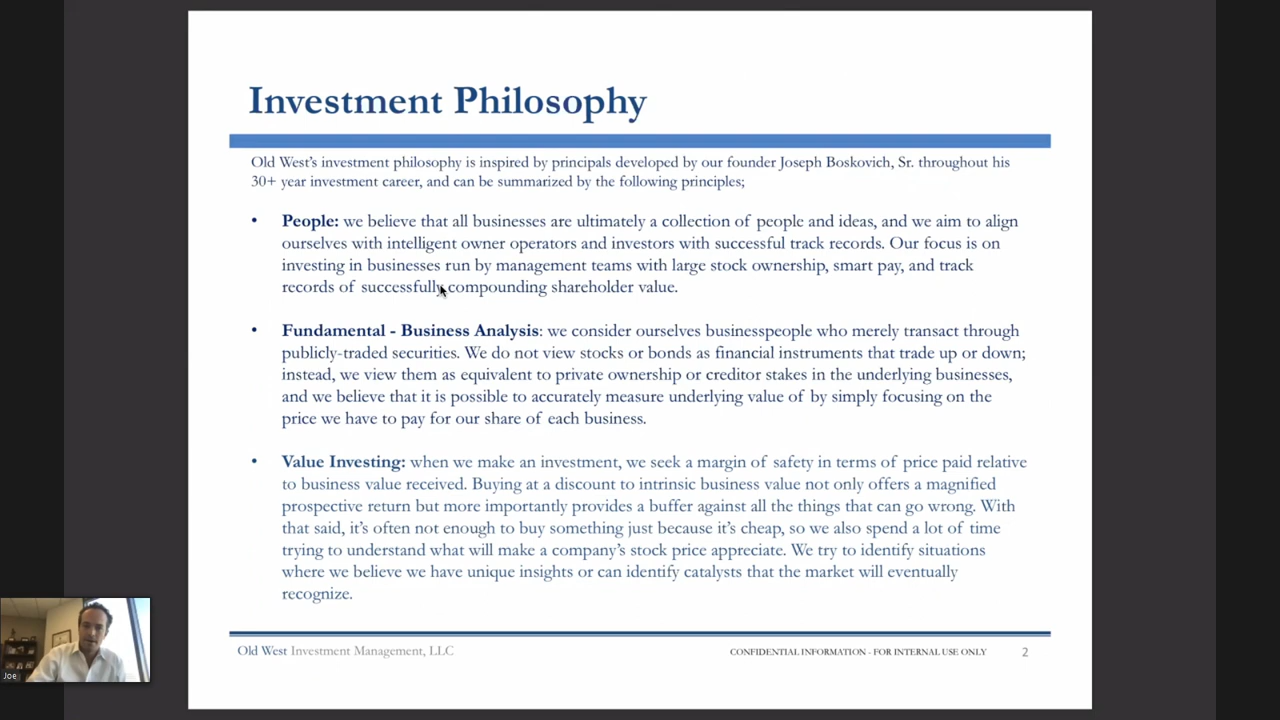 Investment Philosophy
Old West's investment philosophy is inspired by principals developed by our founder Joseph Boskovich, Sr. throughout his
30+ year investment career, and can be summarized by the following principles;
• People: we believe that all businesses are ultimately a collection of people and ideas, and we aim to align
ourselves with intelligent owner operators and investors with successful track records. Our focus is on
investing in businesses run by management teams with large stock ownership, smart pay, and track
records of successfully compounding shareholder value.
• Fundamental - Business Analysis: we consider ourselves businesspeople who merely transact through
publicly-traded securities. We do not view stocks or bonds as financial instruments that trade up or down;
instead, we view them as equivalent to private ownership or creditor stakes in the underlying businesses,
and we believe that it is possible to accurately measure underlying value of by simply focusing on the
price we have to pay for our share of each business.
• Value Investing: when we make an investment, we seek a margin of safety in terms of price paid relative
to business value received. Buying at a discount to intrinsic business value not only offers a magnified
prospective return but more importantly provides a buffer against all the things that can go wrong. With
that said, it's often not enough to buy something just because it's cheap, so we also spend a lot of time
trying to understand what will make a company's stock price appreciate. We try to identify situations
where we believe we have unique insights or can identify catalysts that the market will eventually
recognize.
Old West Investment Management, LLC
CONFIDENTIAL INFORMATION - FOR INTERNAL USE ONLY 2
Joe